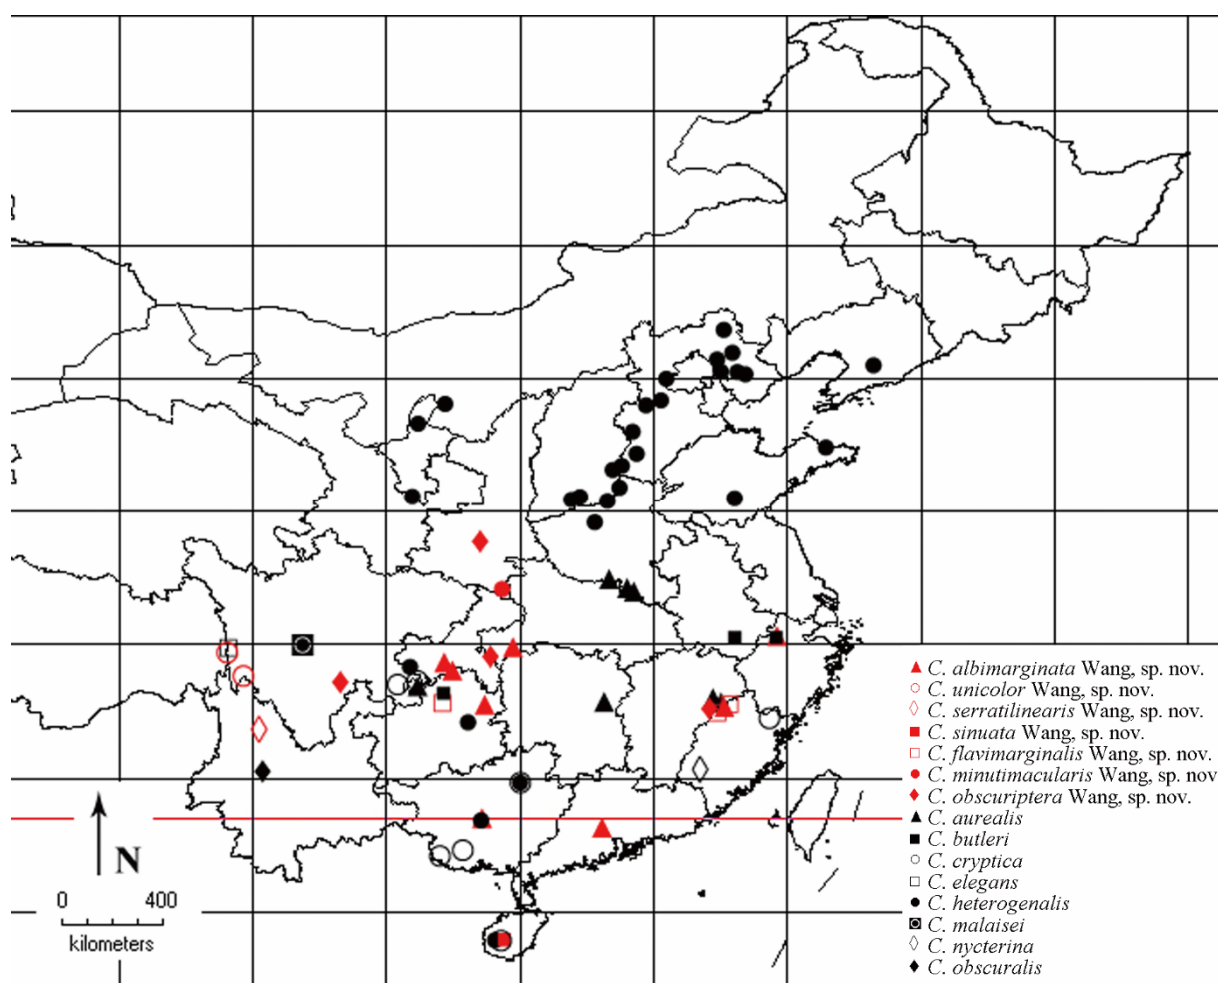 C. albimarginata Wang, sp. nov.
C. unicolor Wang, sp. nov.
C. serratilinearis Wang, sp. nov.
C. sinuata Wang, sp. nov.
C. flavimarginalis Wang, sp. nov.
C. minutimacularis Wang, sp. nov
C. obscuriptera Wang, sp. nov.
C. aurealis
C. butleri
C. cryptica
C. elegans
C. heterogenalis
C. malaisei
C. nycterina
C. obscuralis
N
0 400
kilometers